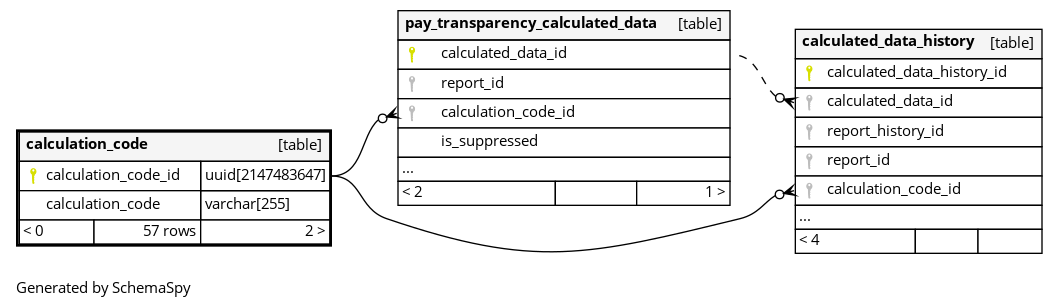 calculation_code [table]
calculation_code_id uuid[2147483647]
calculation_code varchar[255]
< 0 57 rows 2 >
pay_transparency_calculated_data [table]
calculated_data_id
report_id
calculation_code_id
is_suppressed
...
< 2 1 >
calculated_data_history [table]
calculated_data_history_id
calculated_data_id
report_history_id
report_id
calculation_code_id
...
< 4
Generated by SchemaSpy